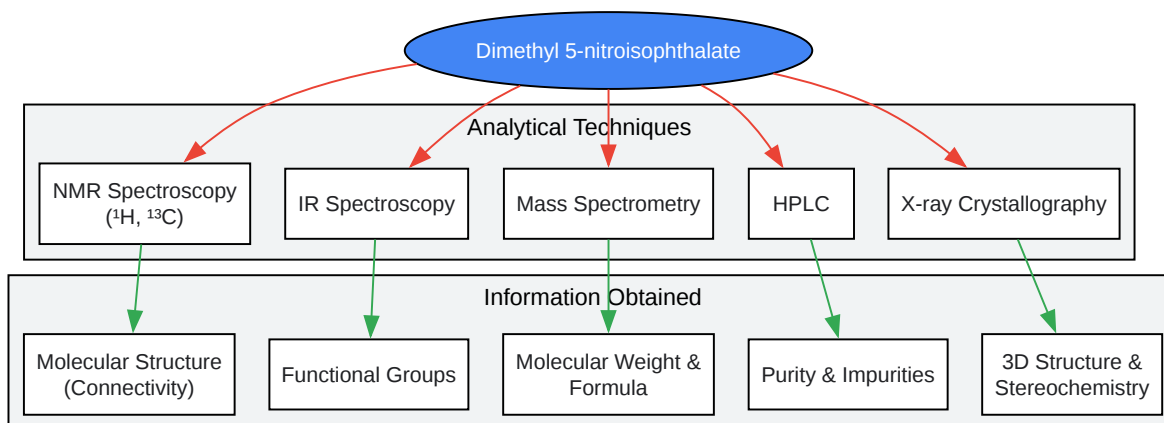 Dimethyl 5-nitroisophthalate
Analytical Techniques
NMR Spectroscopy
(¹H, ¹³C)
IR Spectroscopy
Mass Spectrometry
HPLC
X-ray Crystallography
Information Obtained
Molecular Structure
(Connectivity)
Functional Groups
Molecular Weight &
Formula
Purity & Impurities
3D Structure &
Stereochemistry